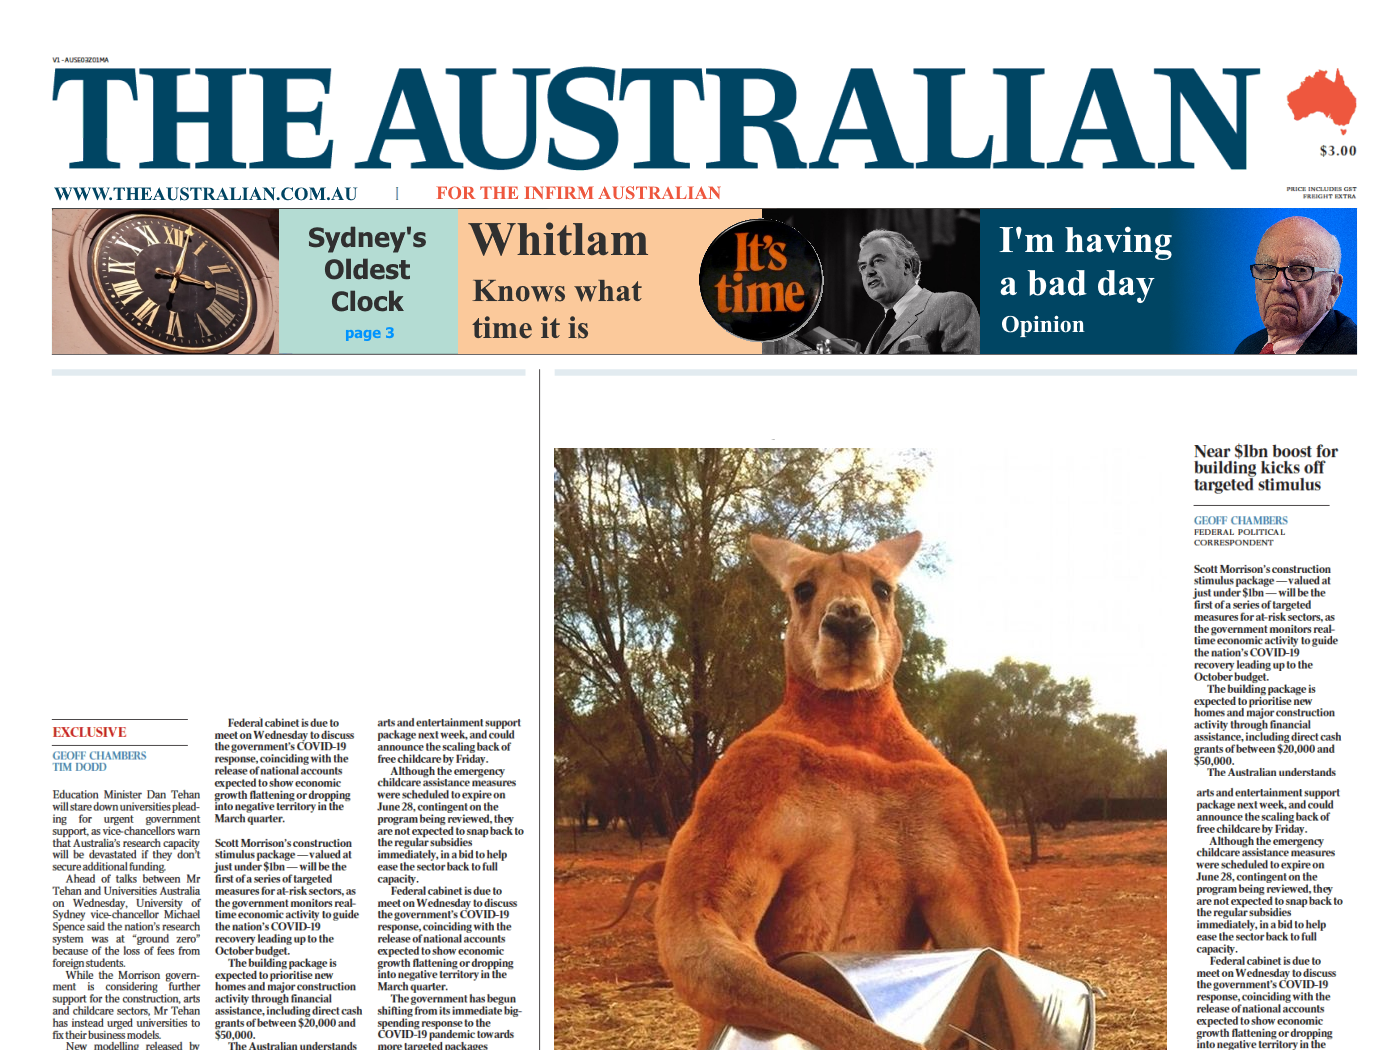 V1 - AUSE03Z01MA
THE AUSTRALIAN
$3.00
WWW.THEAUSTRALIAN.COM.AU | FOR THE INFIRM AUSTRALIAN
PRICE INCLUDES GST
FREIGHT EXTRA
Sydney's
Oldest
Clock
page 3
Whitlam
Knows what
time it is
It's
time
I'm having
a bad day
Opinion
EXCLUSIVE
GEOFF CHAMBERS
TIM DODD
Education Minister Dan Tehan
will stare down universities plead-
ing for urgent government
support, as vice-chancellors warn
that Australia's research capacity
will be devastated if they don't
secure additional funding.
Ahead of talks between Mr
Tehan and Universities Australia
on Wednesday, University of
Sydney vice-chancellor Michael
Spence said the nation's research
system was at “ground zero”
because of the loss of fees from
foreign students.
While the Morrison govern-
ment is considering further
support for the construction, arts
and childcare sectors, Mr Tehan
has instead urged universities to
fix their business models.
New modelling released by
Federal cabinet is due to
meet on Wednesday to discuss
the government's COVID-19
response, coinciding with the
release of national accounts
expected to show economic
growth flattening or dropping
into negative territory in the
March quarter.
Scott Morrison's construction
stimulus package — valued at
just under $1bn — will be the
first of a series of targeted
measures for at-risk sectors, as
the government monitors real-
time economic activity to guide
the nation's COVID-19
recovery leading up to the
October budget.
The building package is
expected to prioritise new
homes and major construction
activity through financial
assistance, including direct cash
grants of between $20,000 and
$50,000.
The Australian understands
arts and entertainment support
package next week, and could
announce the scaling back of
free childcare by Friday.
Although the emergency
childcare assistance measures
were scheduled to expire on
June 28, contingent on the
program being reviewed, they
are not expected to snap back to
the regular subsidies
immediately, in a bid to help
ease the sector back to full
capacity.
Federal cabinet is due to
meet on Wednesday to discuss
the government's COVID-19
response, coinciding with the
release of national accounts
expected to show economic
growth flattening or dropping
into negative territory in the
March quarter.
The government has begun
shifting from its immediate big-
spending response to the
COVID-19 pandemic towards
more targeted packages
Near $1bn boost for
building kicks off
targeted stimulus
GEOFF CHAMBERS
FEDERAL POLITICAL
CORRESPONDENT
Scott Morrison's construction
stimulus package — valued at
just under $1bn — will be the
first of a series of targeted
measures for at-risk sectors, as
the government monitors real-
time economic activity to guide
the nation's COVID-19
recovery leading up to the
October budget.
The building package is
expected to prioritise new
homes and major construction
activity through financial
assistance, including direct cash
grants of between $20,000 and
$50,000.
The Australian understands
arts and entertainment support
package next week, and could
announce the scaling back of
free childcare by Friday.
Although the emergency
childcare assistance measures
were scheduled to expire on
June 28, contingent on the
program being reviewed, they
are not expected to snap back to
the regular subsidies
immediately, in a bid to help
ease the sector back to full
capacity.
Federal cabinet is due to
meet on Wednesday to discuss
the government's COVID-19
response, coinciding with the
release of national accounts
expected to show economic
growth flattening or dropping
into negative territory in the